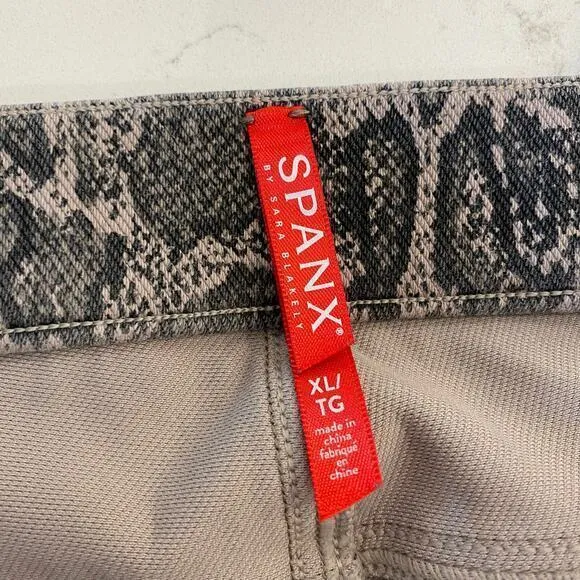 SPANX®
BY SARA BLAKELY
XL/
TG
made in
china
fabriqué
en
chine